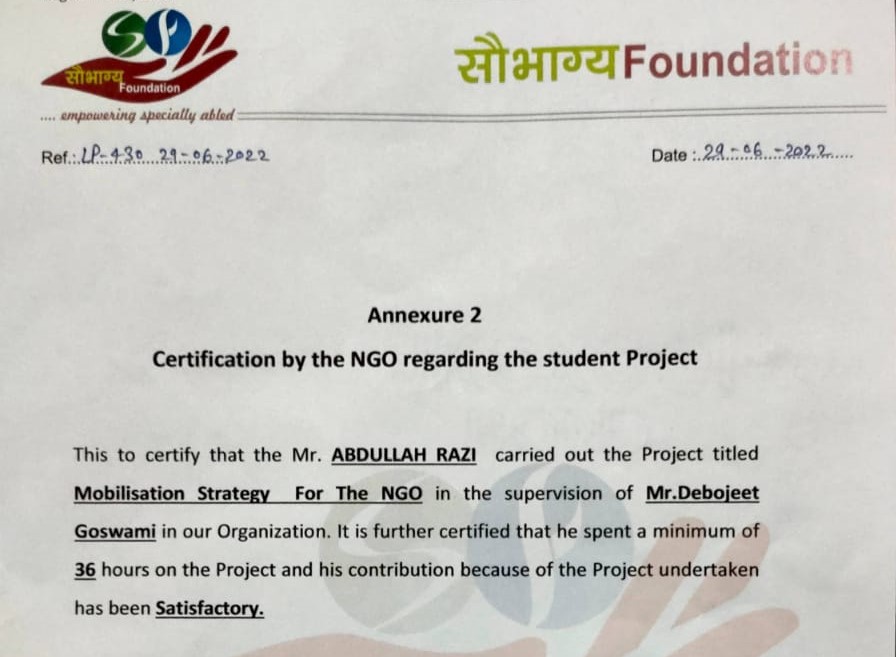 सौभाग्य
Foundation
.... empowering specially abled
सौभाग्य Foundation
Ref.: LP-430 29-06-2022
Date : 29-06-2022
Annexure 2
Certification by the NGO regarding the student Project
This to certify that the Mr. ABDULLAH RAZI carried out the Project titled
Mobilisation Strategy For The NGO in the supervision of Mr.Debojeet
Goswami in our Organization. It is further certified that he spent a minimum of
36 hours on the Project and his contribution because of the Project undertaken
has been Satisfactory.